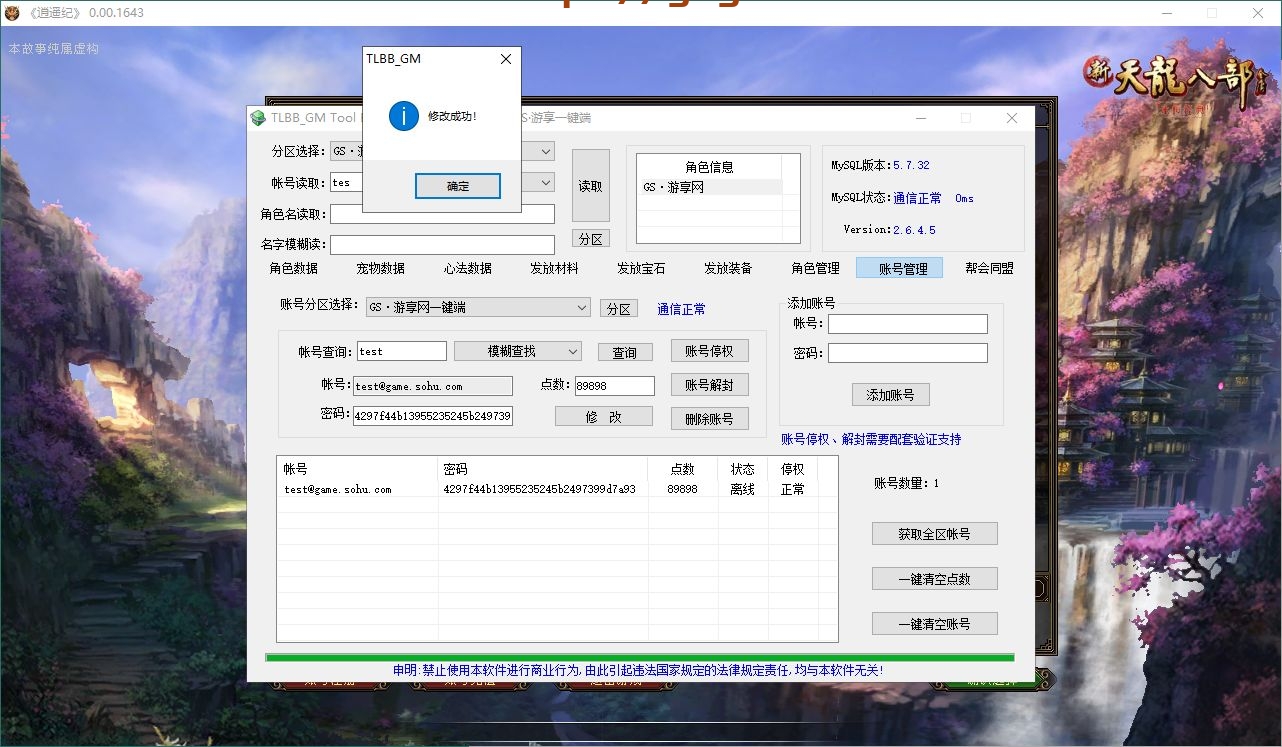 《逍遥纪》 0.00.1643
本故事纯属虚构
新天龍八部
TLBB_GM
修改成功!
确定
TLBB_GM Tool
S·游享一键端
分区选择:
GS·
帐号读取:
tes
角色名读取:
名字模糊读:
读取
分区
角色信息
GS·游享网
MySQL版本:5.7.32
MySQL状态:通信正常 0ms
Version:2.6.4.5
角色数据 宠物数据 心法数据 发放材料 发放宝石 发放装备 角色管理 账号管理 帮会同盟
账号分区选择: GS·游享网一键端 分区 通信正常
帐号查询: test 模糊查找 查询 账号停权
帐号: test@game.sohu.com 点数: 89898 账号解封
密码: 4297f44b13955235245b249739 修 改 删除账号
添加账号
帐号:
密码:
添加账号
账号停权、解封需要配套验证支持
帐号 密码 点数 状态 停权
test@game.sohu.com 4297f44b13955235245b2497399d7a93 89898 离线 正常
账号数量: 1
获取全区帐号
一键清空点数
一键清空账号
申明:禁止使用本软件进行商业行为,由此引起违法国家规定的法律规定责任,均与本软件无关!